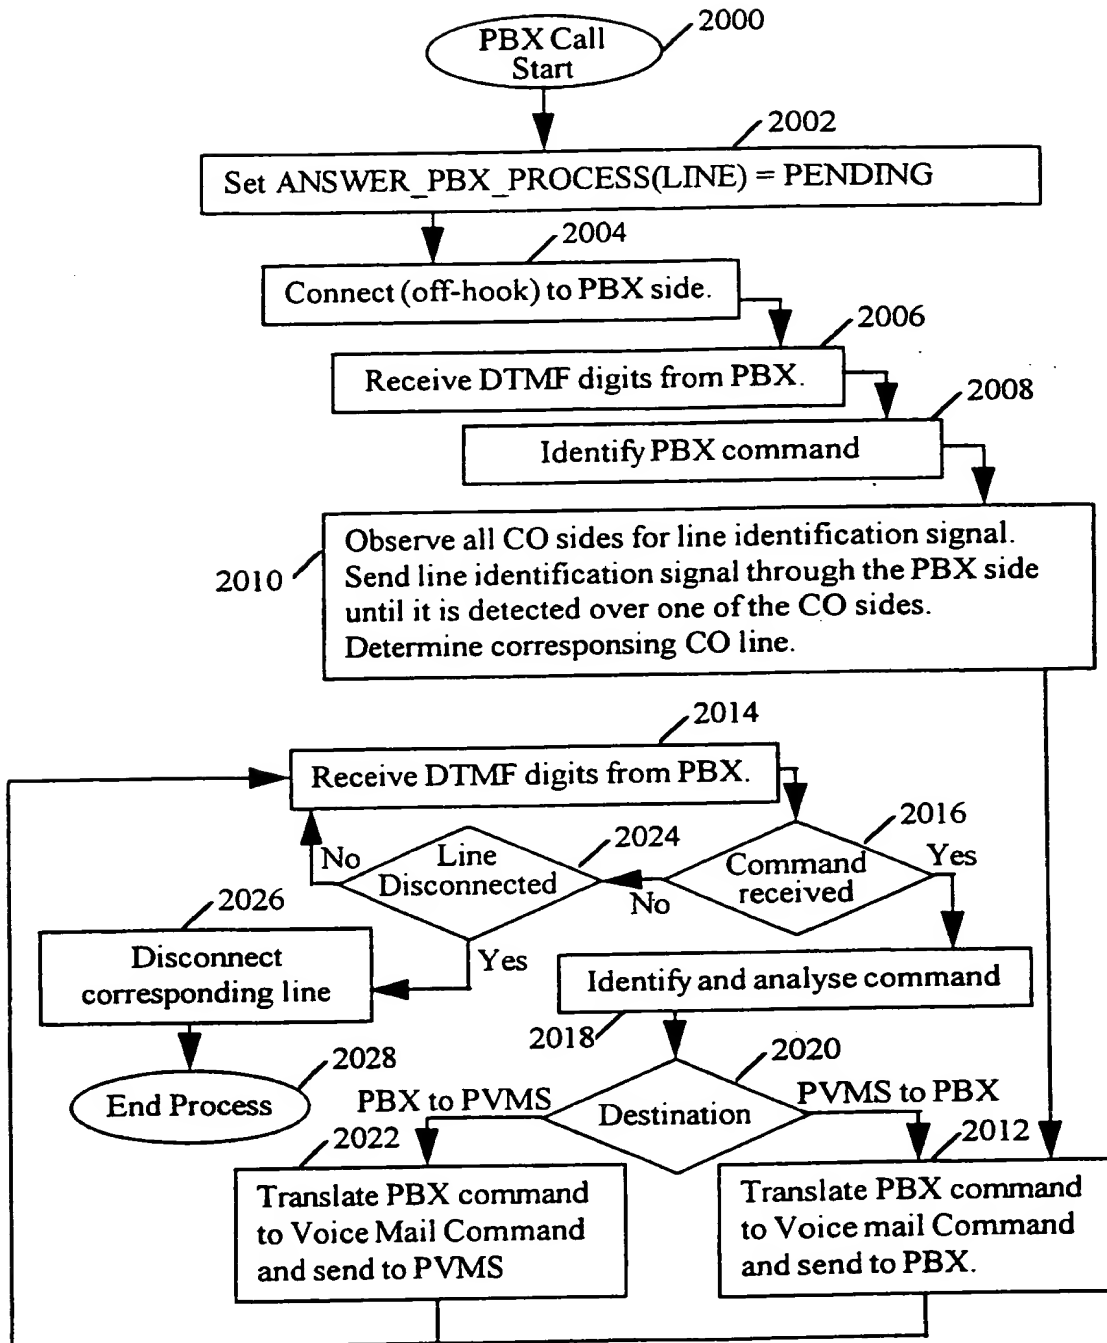 PBX Call
Start
2000
2002
Set ANSWER_PBX_PROCESS(LINE) = PENDING
2004
Connect (off-hook) to PBX side.
2006
Receive DTMF digits from PBX.
2008
Identify PBX command
2010
Observe all CO sides for line identification signal.
Send line identification signal through the PBX side
until it is detected over one of the CO sides.
Determine corresponsing CO line.
2014
Receive DTMF digits from PBX.
2016
Command
received
Yes
No
2024
Line
Disconnected
No
Yes
2026
Disconnect
corresponding line
2028
End Process
Identify and analyse command
2018
2020
Destination
PBX to PVMS
PVMS to PBX
2022
Translate PBX command
to Voice Mail Command
and send to PVMS
2012
Translate PBX command
to Voice mail Command
and send to PBX.